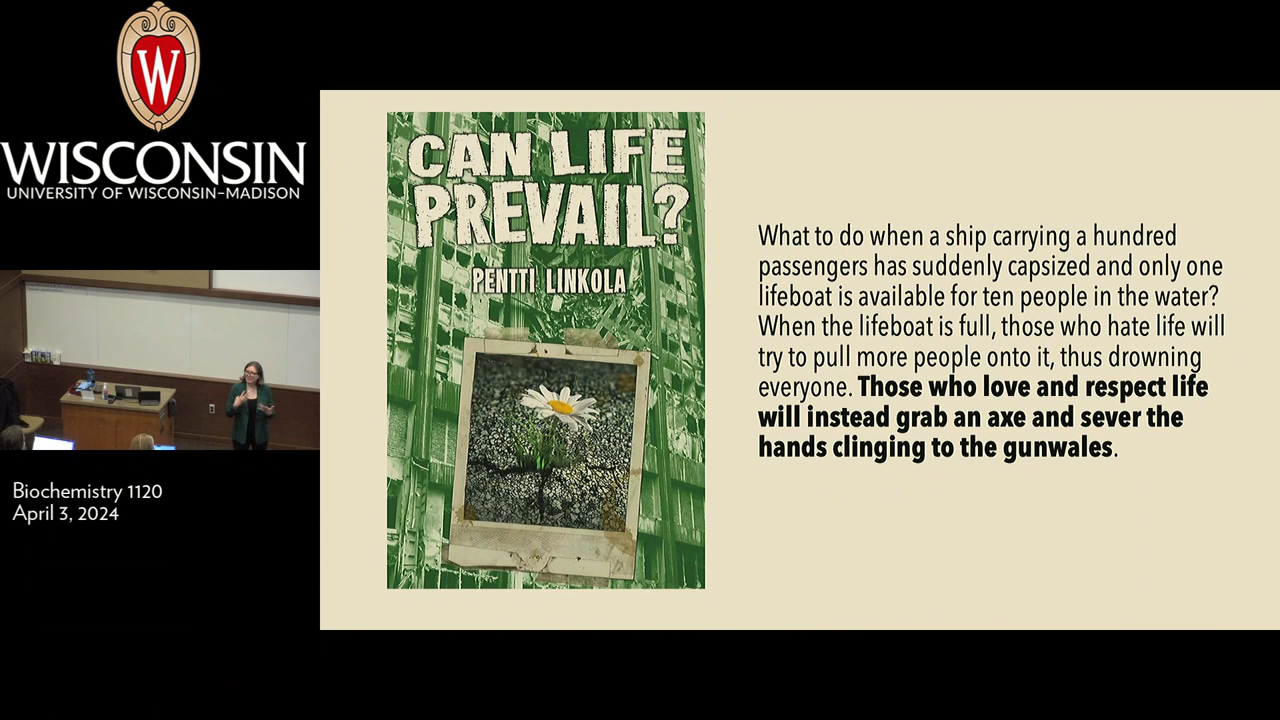 W
WISCONSIN
UNIVERSITY OF WISCONSIN–MADISON
Biochemistry 1120
April 3, 2024
CAN LIFE
PREVAIL?
PENTTI LINKOLA
What to do when a ship carrying a hundred
passengers has suddenly capsized and only one
lifeboat is available for ten people in the water?
When the lifeboat is full, those who hate life will
try to pull more people onto it, thus drowning
everyone. Those who love and respect life
will instead grab an axe and sever the
hands clinging to the gunwales.